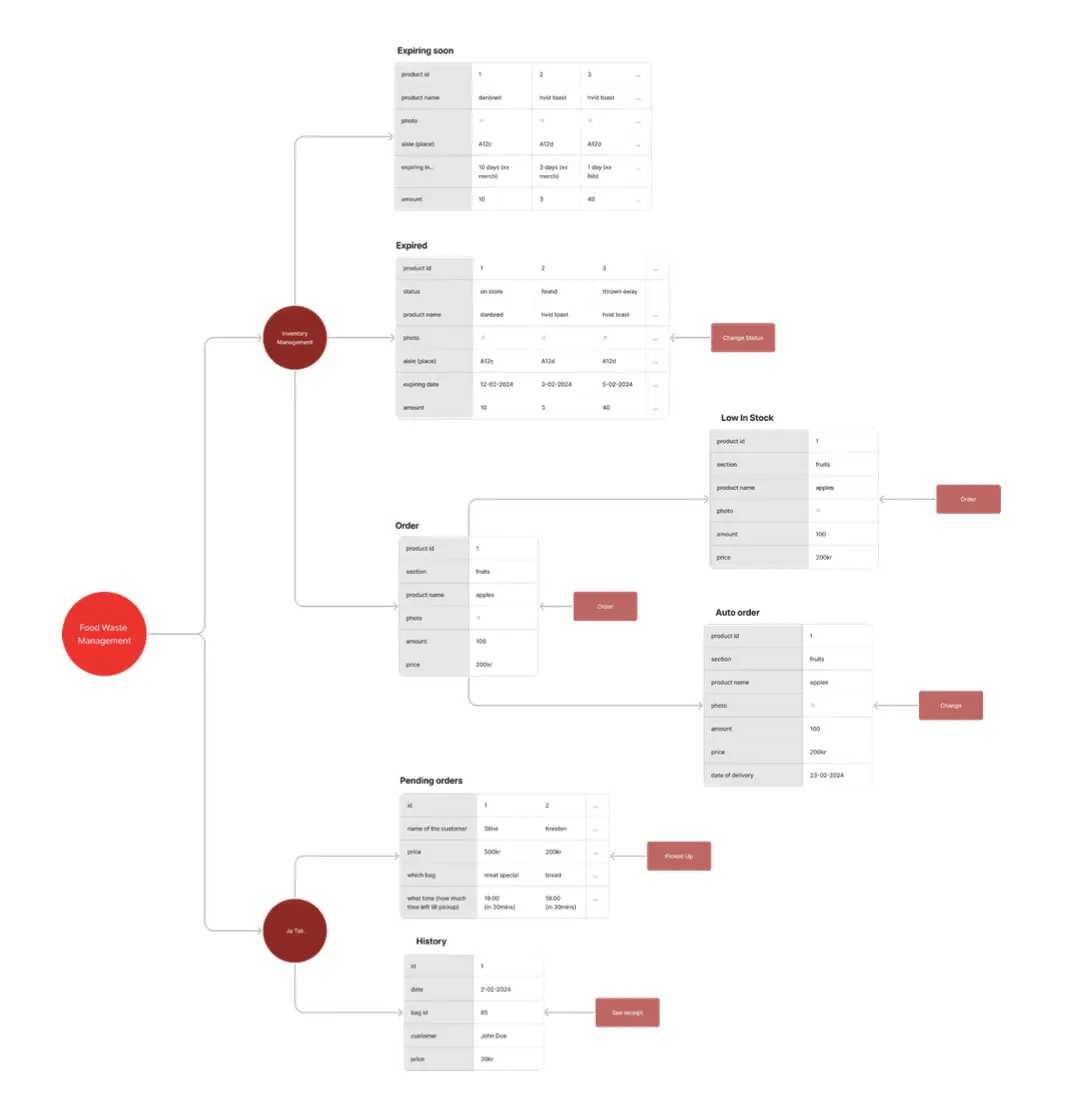 Expiring soon
product id 1 2 3 ...
product name danbrød hvid toast hvid toast ...
photo ...
aisle (place) A12c A12d A12d ...
expiring in... 10 days (xx march) 3 days (xx march) 1 day (xx feb) ...
amount 10 3 40 ...
Expired
product id 1 2 3 ...
status on store found thrown away
product name danbrød hvid toast hvid toast ...
photo ...
aisle (place) A12c A12d A12d ...
expiring date 12-02-2024 3-02-2024 5-02-2024 ...
amount 10 3 40 ...
Change Status
Inventory
Management
Low In Stock
product id 1
section fruits
product name apples
photo
amount 100
price 200kr
Order
Order
product id 1
section fruits
product name apples
photo
amount 100
price 200kr
Order
Food Waste
Management
Auto order
product id 1
section fruits
product name apples
photo
amount 100
price 200kr
date of delivery 23-02-2024
Change
Pending orders
id 1 2 ...
name of the customer Stine Kresten ...
price 500kr 200kr ...
which bag meat special bread ...
what time (how much time left till pickup) 19:00 (in 30mins) 19:00 (in 30mins) ...
Picked Up
Ja Tak
History
id 1
date 2-02-2024
bag id 85
customer John Doe
price 30kr
See receipt